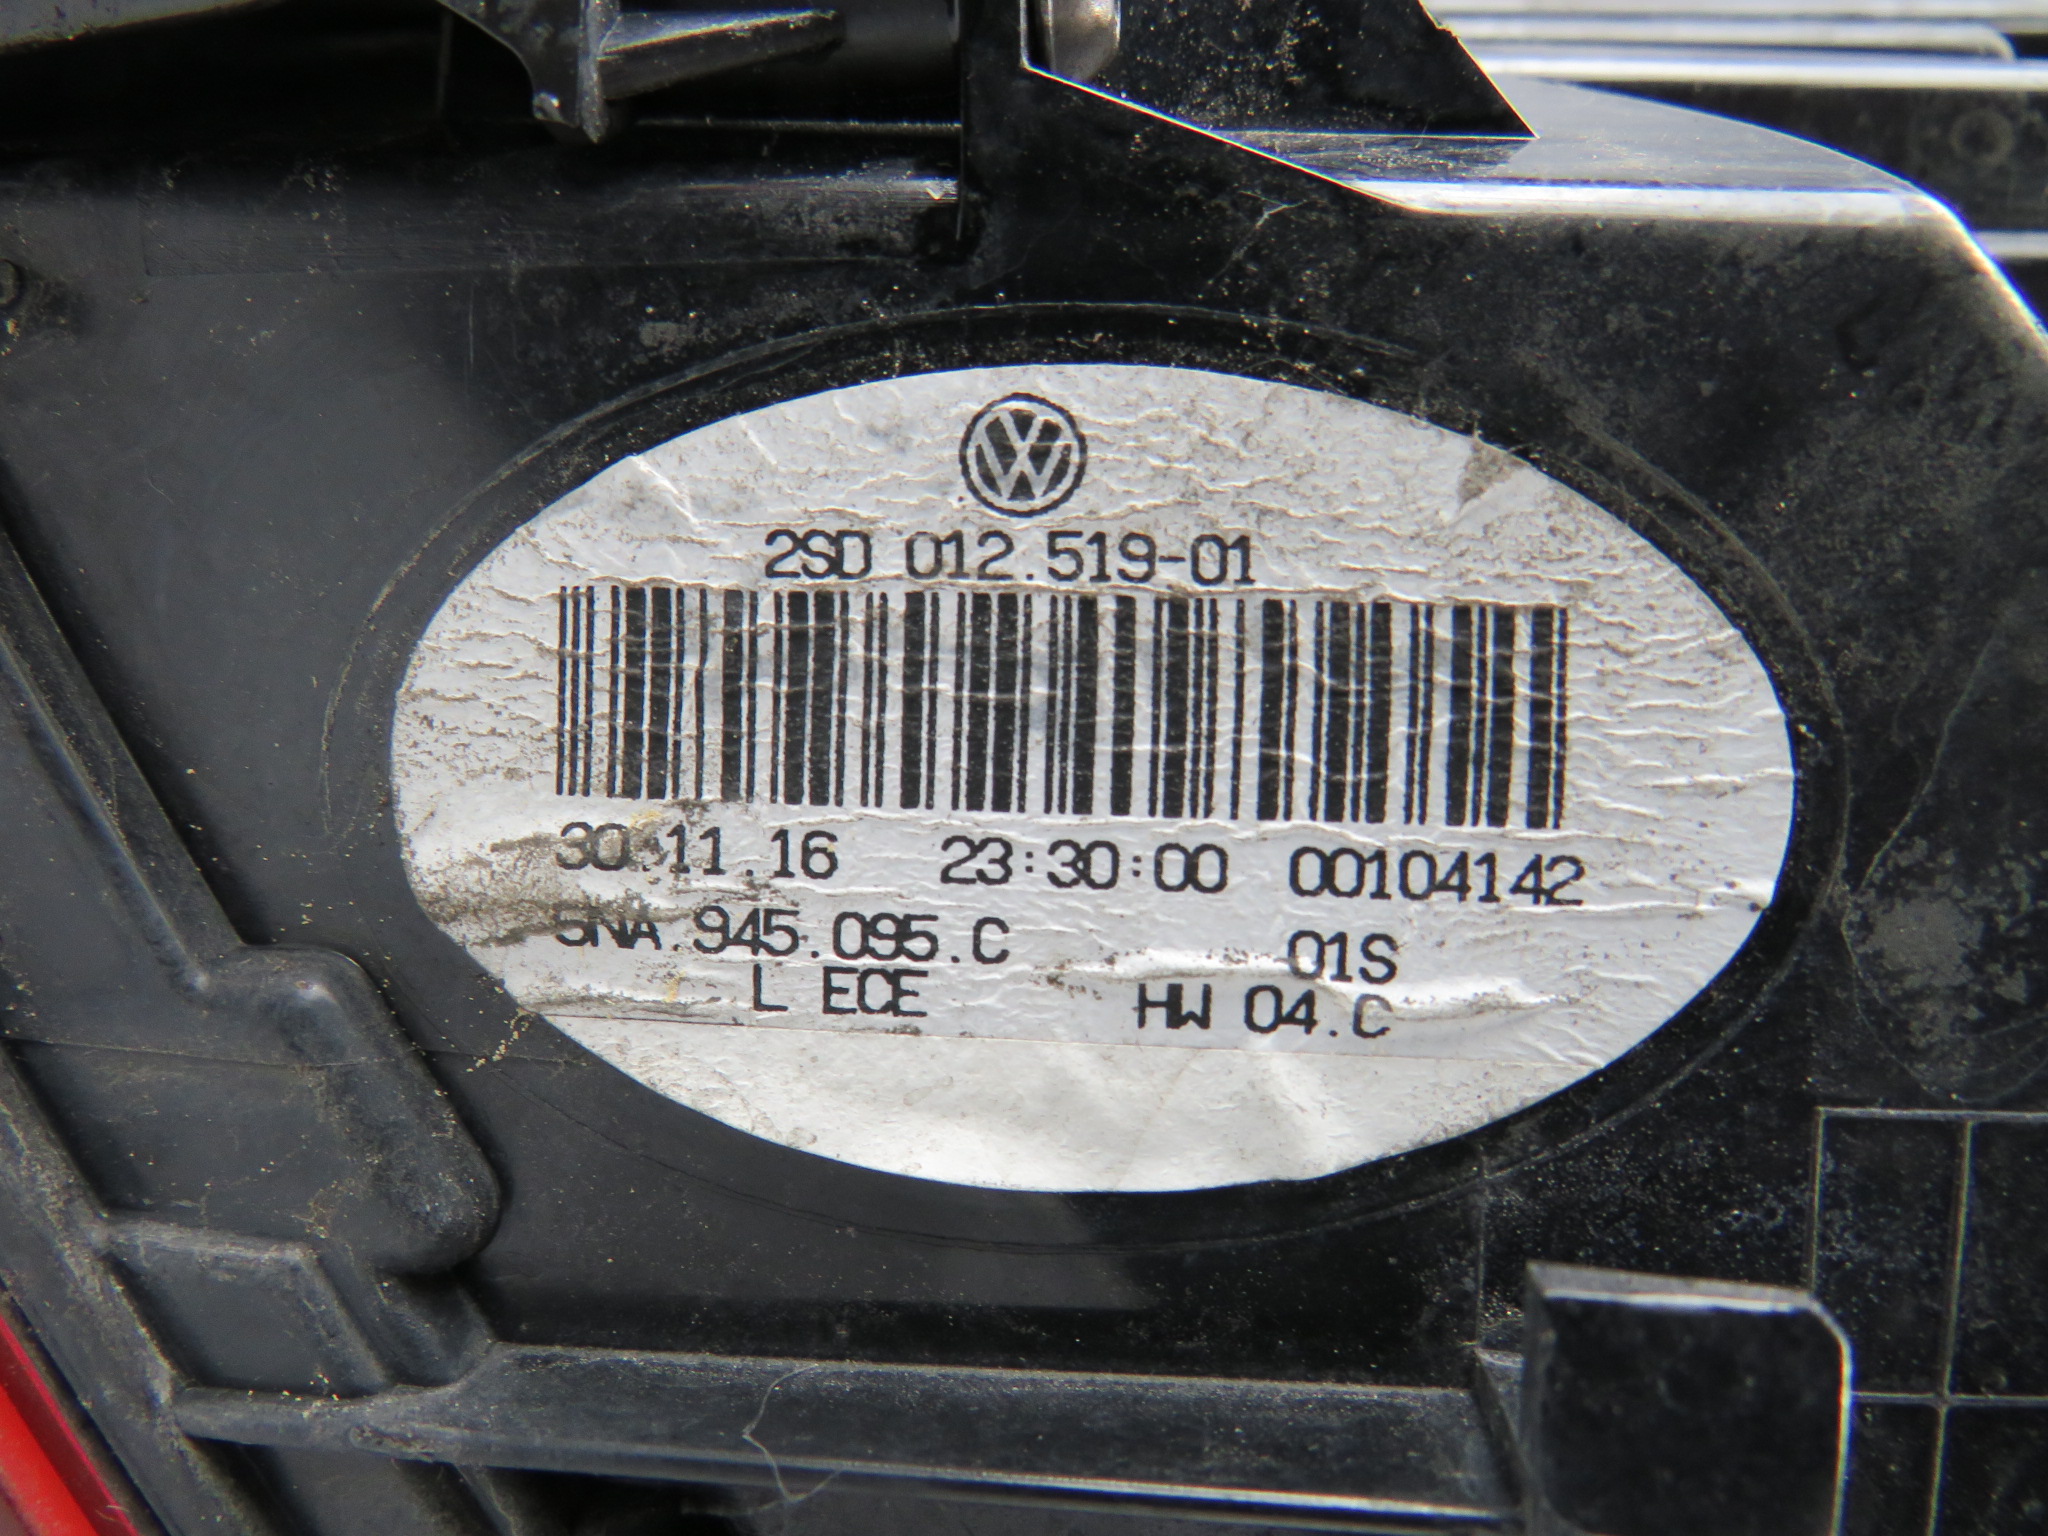 2SD 012.519-01
30.11.16 23:30:00 00104142
5NA.945.095.C 01S
L ECE HW 04.C